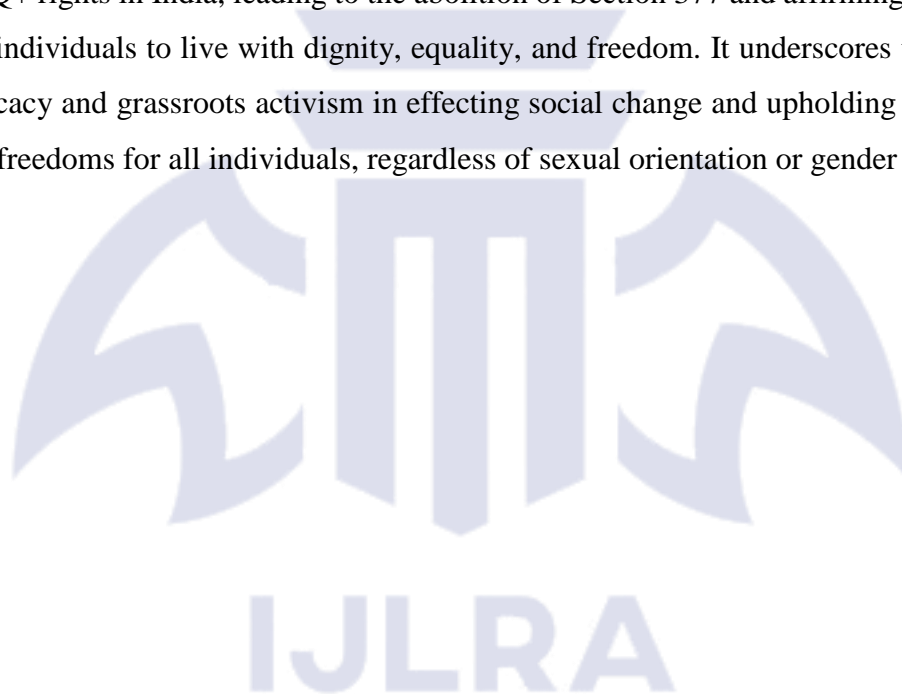 Q+ rights in India, leading to the abolition of Section 377 and affirming
individuals to live with dignity, equality, and freedom. It underscores
cacy and grassroots activism in effecting social change and upholding
freedoms for all individuals, regardless of sexual orientation or gender
IJLRA